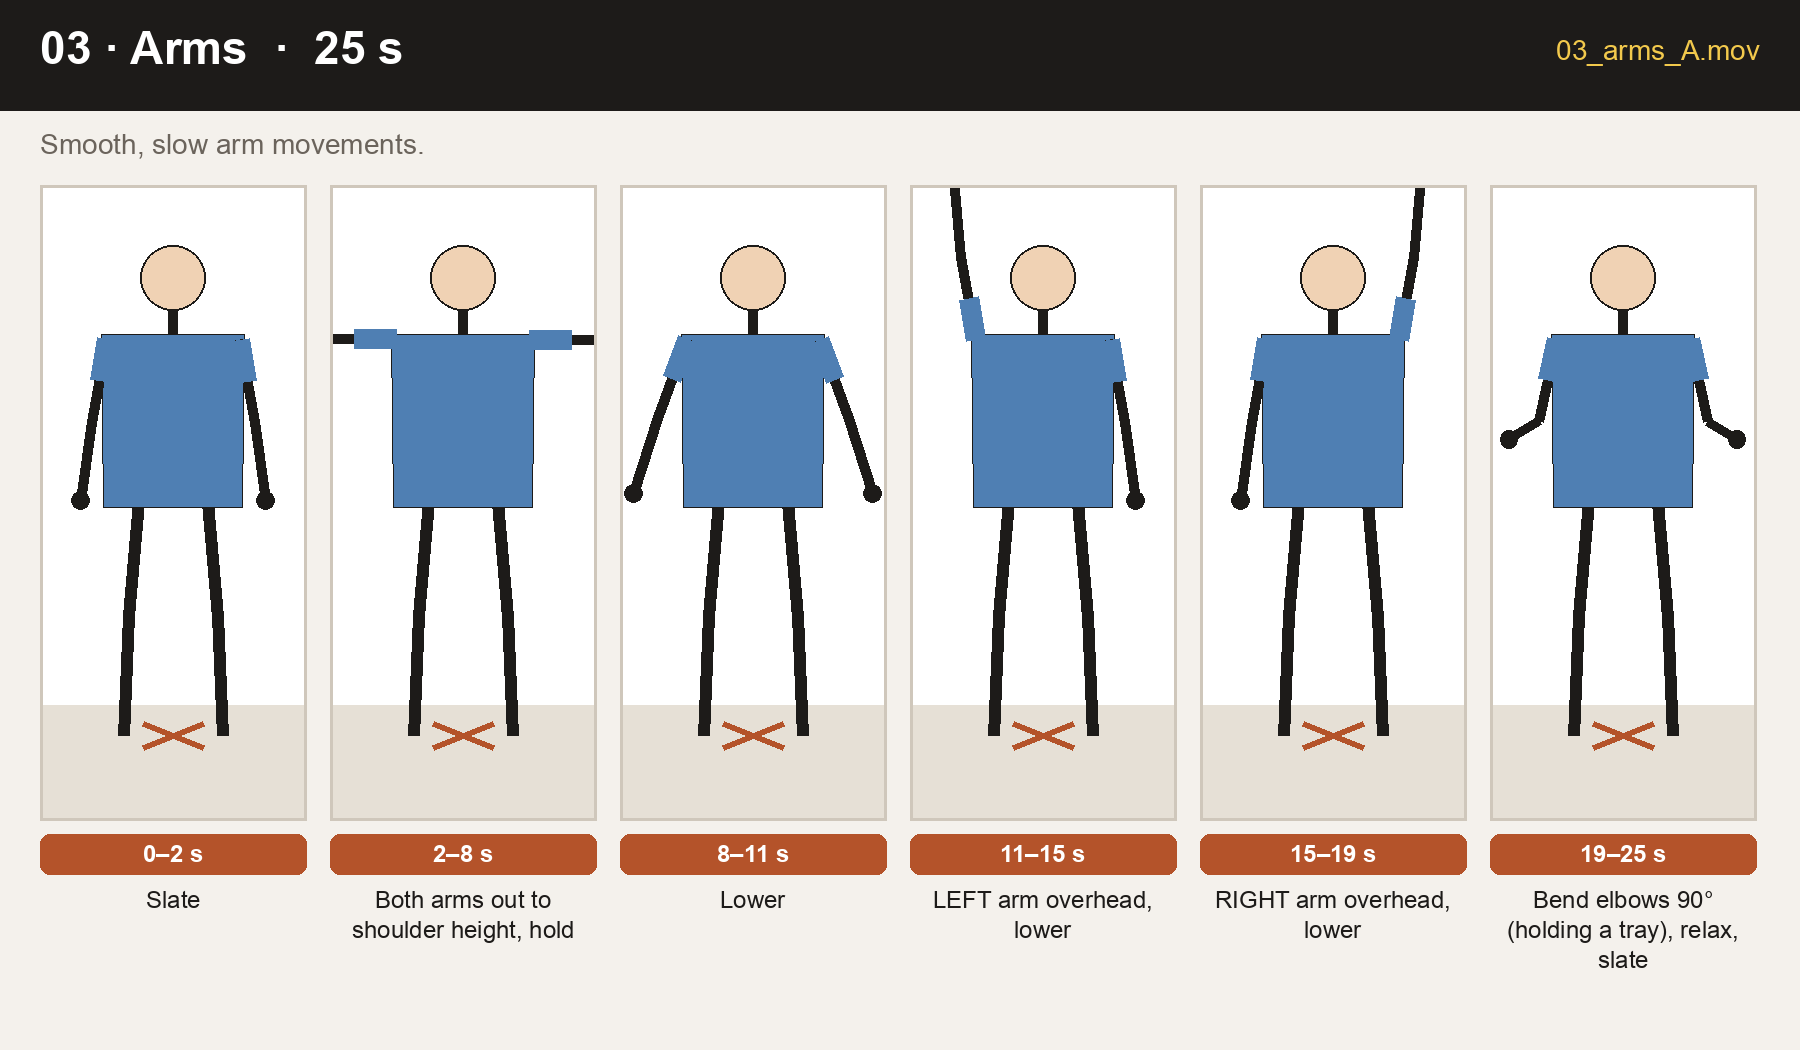 03 · Arms · 25 s
03_arms_A.mov
Smooth, slow arm movements.
0–2 s
Slate
2–8 s
Both arms out to
shoulder height, hold
8–11 s
Lower
11–15 s
LEFT arm overhead,
lower
15–19 s
RIGHT arm overhead,
lower
19–25 s
Bend elbows 90°
(holding a tray), relax,
slate